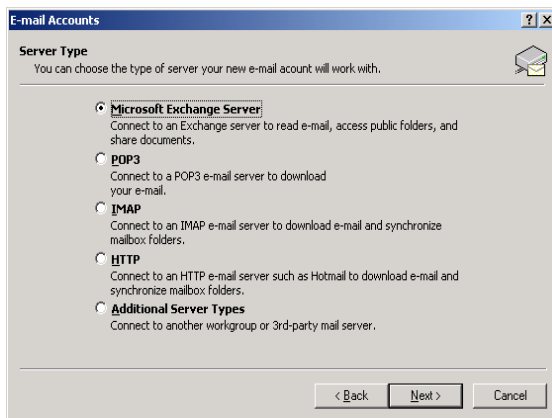 E-mail Accounts
Server Type
You can choose the type of server your new e-mail acount will work with.
Microsoft Exchange Server
Connect to an Exchange server to read e-mail, access public folders, and
share documents.
POP3
Connect to a POP3 e-mail server to download
your e-mail.
IMAP
Connect to an IMAP e-mail server to download e-mail and synchronize
mailbox folders.
HTTP
Connect to an HTTP e-mail server such as Hotmail to download e-mail and
synchronize mailbox folders.
Additional Server Types
Connect to another workgroup or 3rd-party mail server.
< Back Next > Cancel